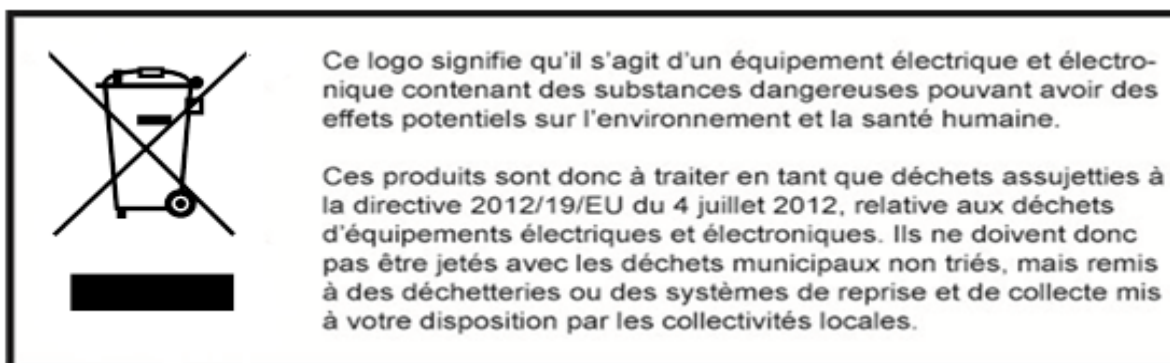 Ce logo signifie qu'il s'agit d'un équipement électrique et électro-
nique contenant des substances dangereuses pouvant avoir des
effets potentiels sur l'environnement et la santé humaine.
Ces produits sont donc à traiter en tant que déchets assujetties à
la directive 2012/19/EU du 4 juillet 2012, relative aux déchets
d'équipements électriques et électroniques. Ils ne doivent donc
pas être jetés avec les déchets municipaux non triés, mais remis
à des déchetteries ou des systèmes de reprise et de collecte mis
à votre disposition par les collectivités locales.